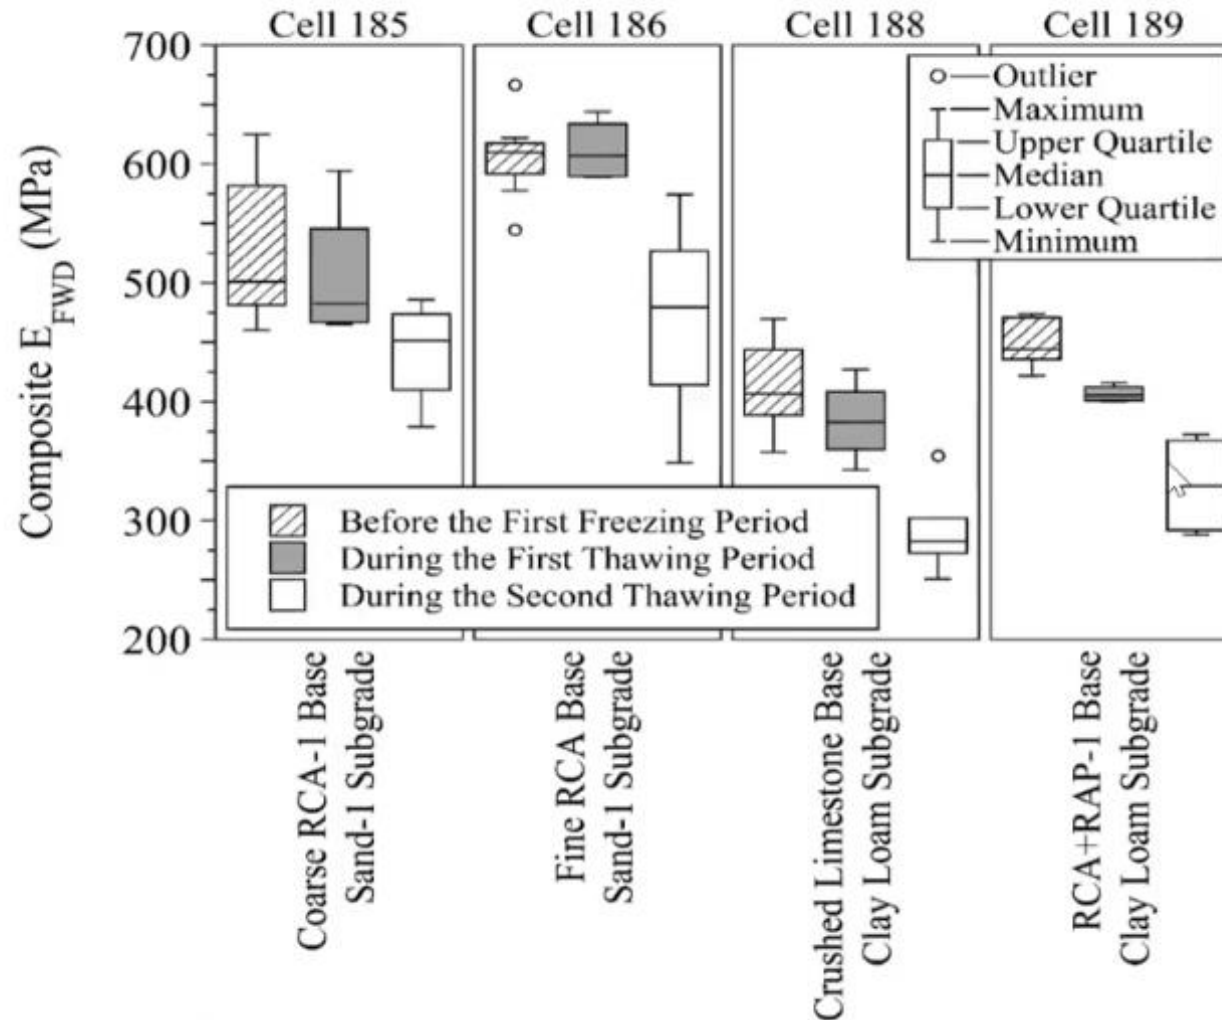 Cell 185
Cell 186
Cell 188
Cell 189
700
600
500
400
300
200
Composite E_FWD (MPa)
Outlier
Maximum
Upper Quartile
Median
Lower Quartile
Minimum
Before the First Freezing Period
During the First Thawing Period
During the Second Thawing Period
Coarse RCA-1 Base
Sand-1 Subgrade
Fine RCA Base
Sand-1 Subgrade
Crushed Limestone Base
Clay Loam Subgrade
RCA+RAP-1 Base
Clay Loam Subgrade